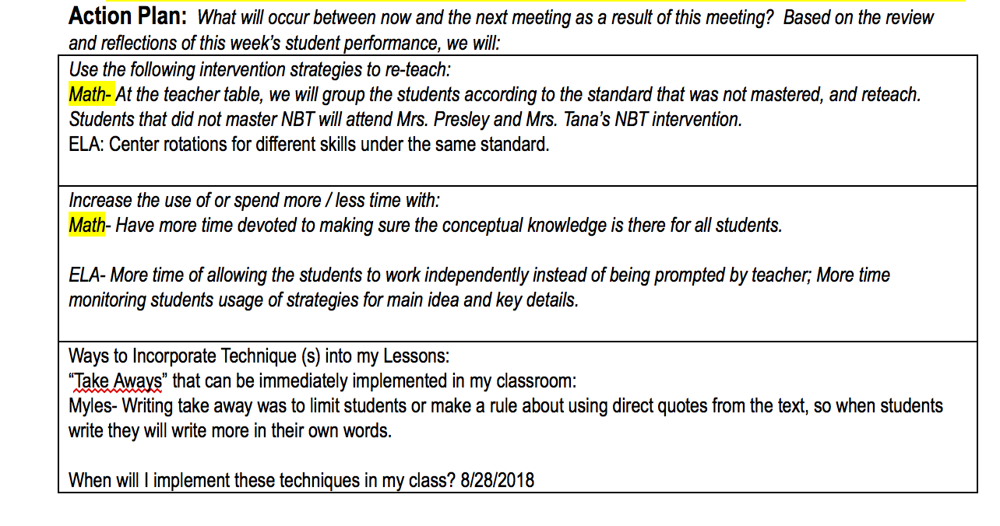 Action Plan: What will occur between now and the next meeting as a result of this meeting? Based on the review
and reflections of this week's student performance, we will:
Use the following intervention strategies to re-teach:
Math- At the teacher table, we will group the students according to the standard that was not mastered, and reteach.
Students that did not master NBT will attend Mrs. Presley and Mrs. Tana's NBT intervention.
ELA: Center rotations for different skills under the same standard.
Increase the use of or spend more / less time with:
Math- Have more time devoted to making sure the conceptual knowledge is there for all students.
ELA- More time of allowing the students to work independently instead of being prompted by teacher; More time
monitoring students usage of strategies for main idea and key details.
Ways to Incorporate Technique (s) into my Lessons:
“Take Aways” that can be immediately implemented in my classroom:
Myles- Writing take away was to limit students or make a rule about using direct quotes from the text, so when students
write they will write more in their own words.
When will I implement these techniques in my class? 8/28/2018